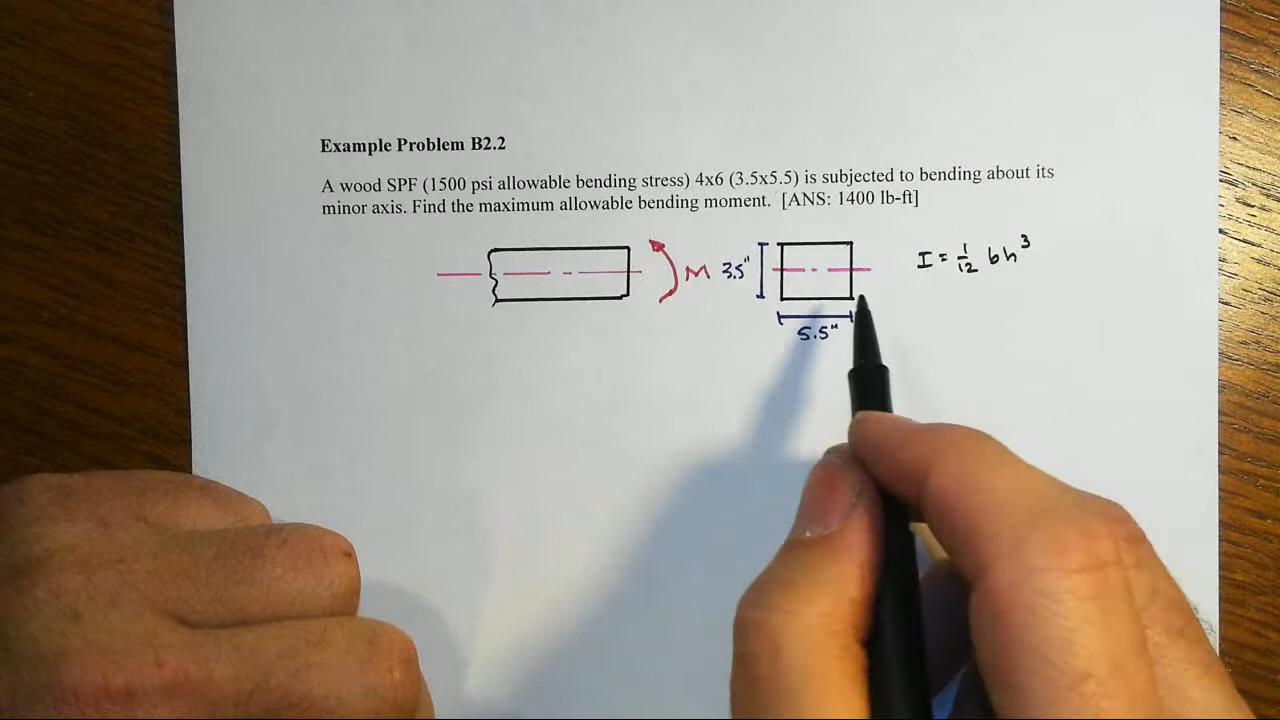 Example Problem B2.2
A wood SPF (1500 psi allowable bending stress) 4x6 (3.5x5.5) is subjected to bending about its
minor axis. Find the maximum allowable bending moment. [ANS: 1400 lb-ft]
M 3.5" I = 1/12 bh³
5.5"